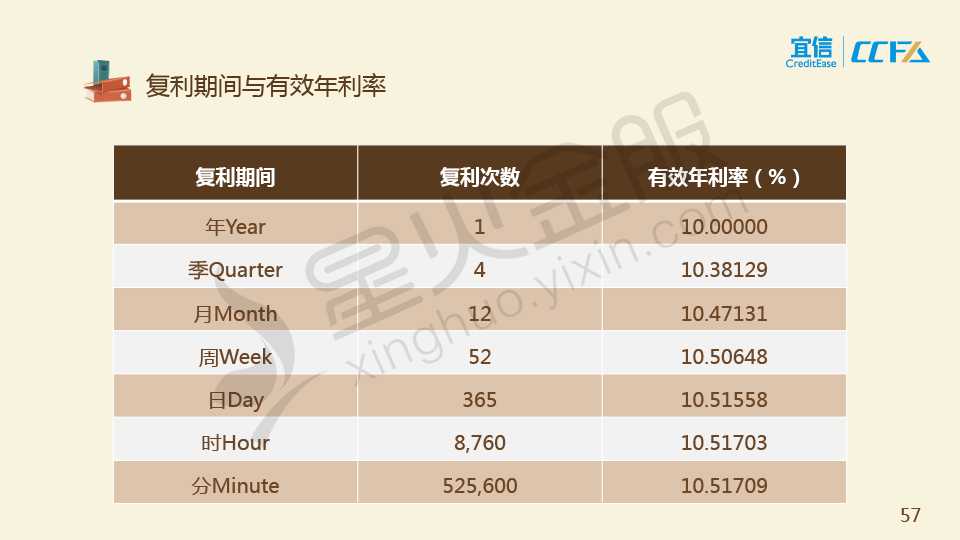 宜信
CreditEase
CCFA
复利期间与有效年利率
复利期间 复利次数 有效年利率（%）
年Year 1 10.00000
季Quarter 4 10.38129
月Month 12 10.47131
周Week 52 10.50648
日Day 365 10.51558
时Hour 8,760 10.51703
分Minute 525,600 10.51709
星火金服
xinghuo.yixin.com
57